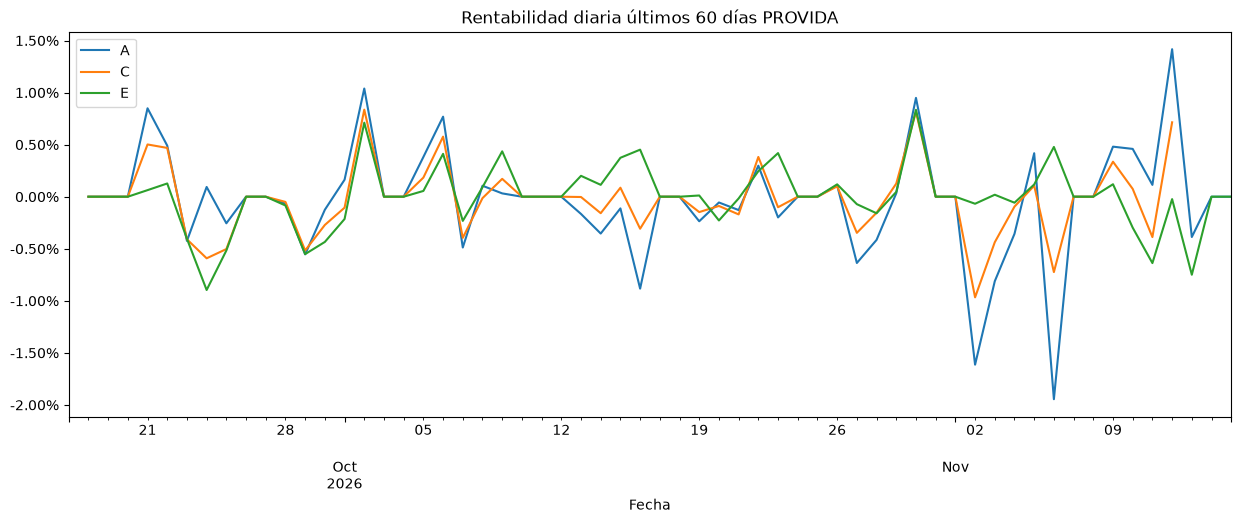 Rentabilidad diaria últimos 60 días PROVIDA
1.50%
1.00%
0.50%
0.00%
-0.50%
-1.00%
-1.50%
-2.00%
A
C
E
21 28 05 12 19 26 02 09
Oct Nov
2026
Fecha